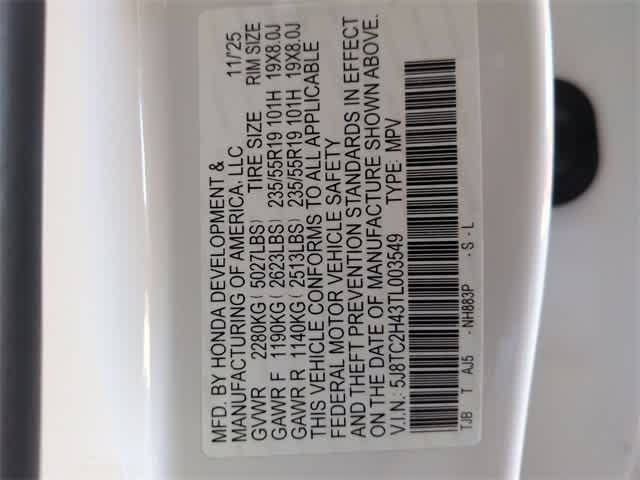 MFD. BY HONDA DEVELOPMENT & 11/'25
MANUFACTURING OF AMERICA, LLC
GVWR 2280KG ( 5027LBS) TIRE SIZE RIM SIZE
GAWR F 1190KG ( 2623LBS) 235/55R19 101H 19X8.0J
GAWR R 1140KG ( 2513LBS) 235/55R19 101H 19X8.0J
THIS VEHICLE CONFORMS TO ALL APPLICABLE
FEDERAL MOTOR VEHICLE SAFETY
AND THEFT PREVENTION STANDARDS IN EFFECT
ON THE DATE OF MANUFACTURE SHOWN ABOVE.
V.I.N.: 5J8TC2H43TL003549 TYPE: MPV
TJB T AJ5 - NH883P - S - L